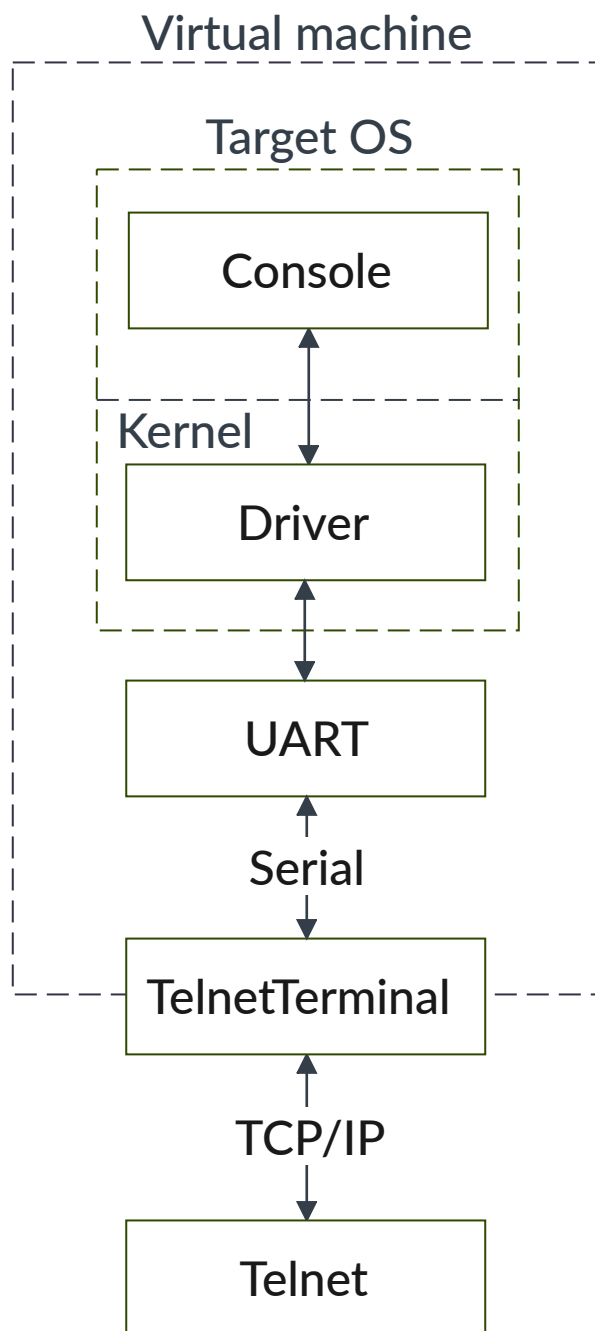 Virtual machine
Target OS
Console
Kernel
Driver
UART
Serial
TelnetTerminal
TCP/IP
Telnet